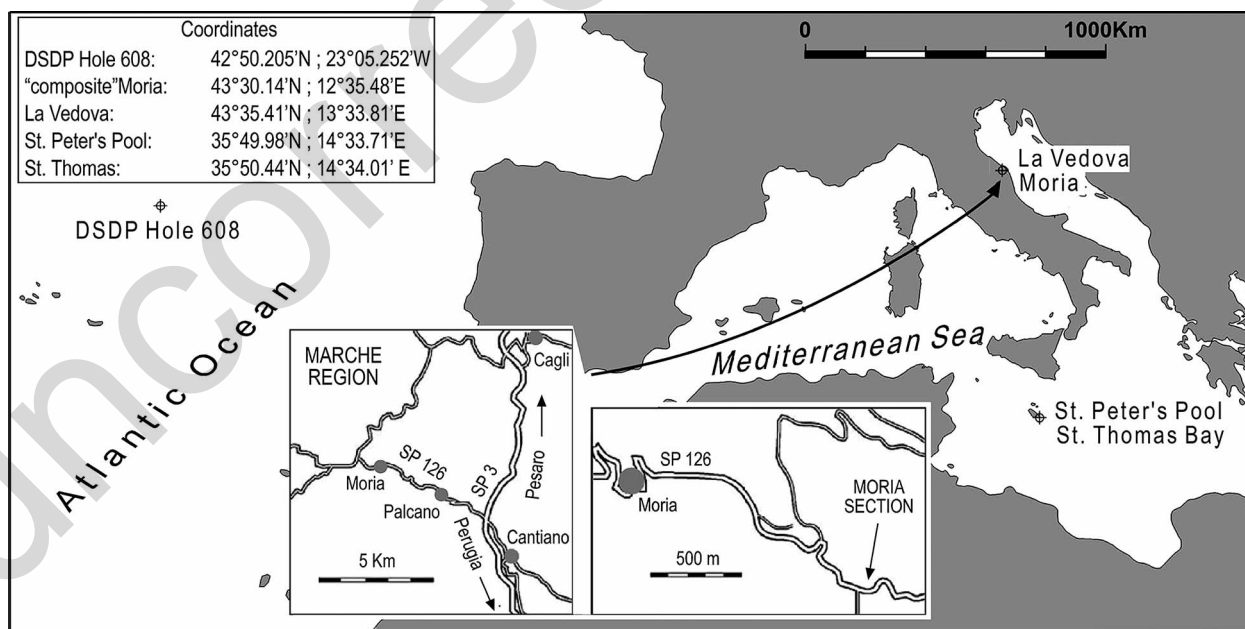 Coordinates
DSDP Hole 608: 42°50.205'N ; 23°05.252'W
"composite"Moria: 43°30.14'N ; 12°35.48'E
La Vedova: 43°35.41'N ; 13°33.81'E
St. Peter's Pool: 35°49.98'N ; 14°33.71'E
St. Thomas: 35°50.44'N ; 14°34.01' E
0 1000Km
La Vedova
Moria
DSDP Hole 608
Atlantic Ocean
Mediterranean Sea
St. Peter's Pool
St. Thomas Bay
MARCHE
REGION
Cagli
SP 126
SP 3
Pesaro
Moria
Palcano
Perugia
Cantiano
5 Km
SP 126
Moria
MORIA
SECTION
500 m
uncorrec